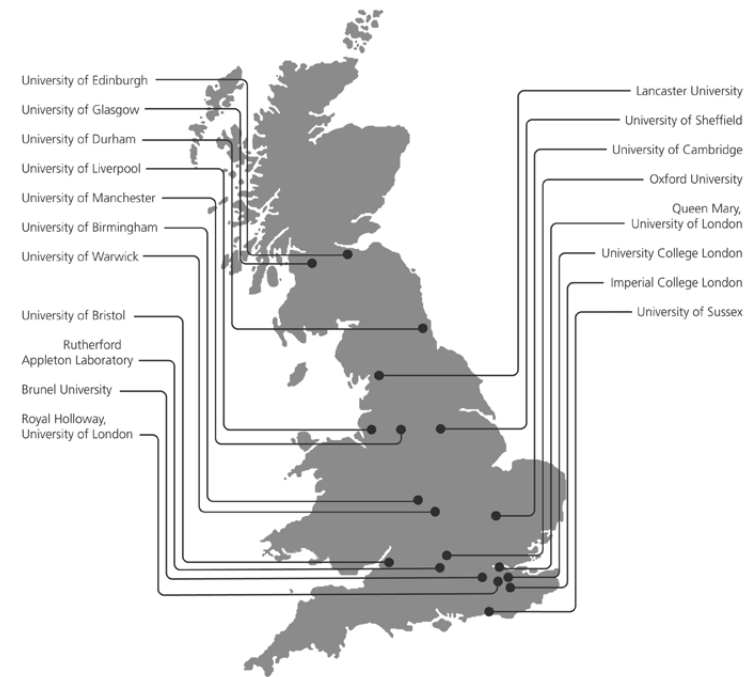 University of Edinburgh
University of Glasgow
University of Durham
University of Liverpool
University of Manchester
University of Birmingham
University of Warwick
University of Bristol
Rutherford
Appleton Laboratory
Brunel University
Royal Holloway,
University of London
Lancaster University
University of Sheffield
University of Cambridge
Oxford University
Queen Mary,
University of London
University College London
Imperial College London
University of Sussex